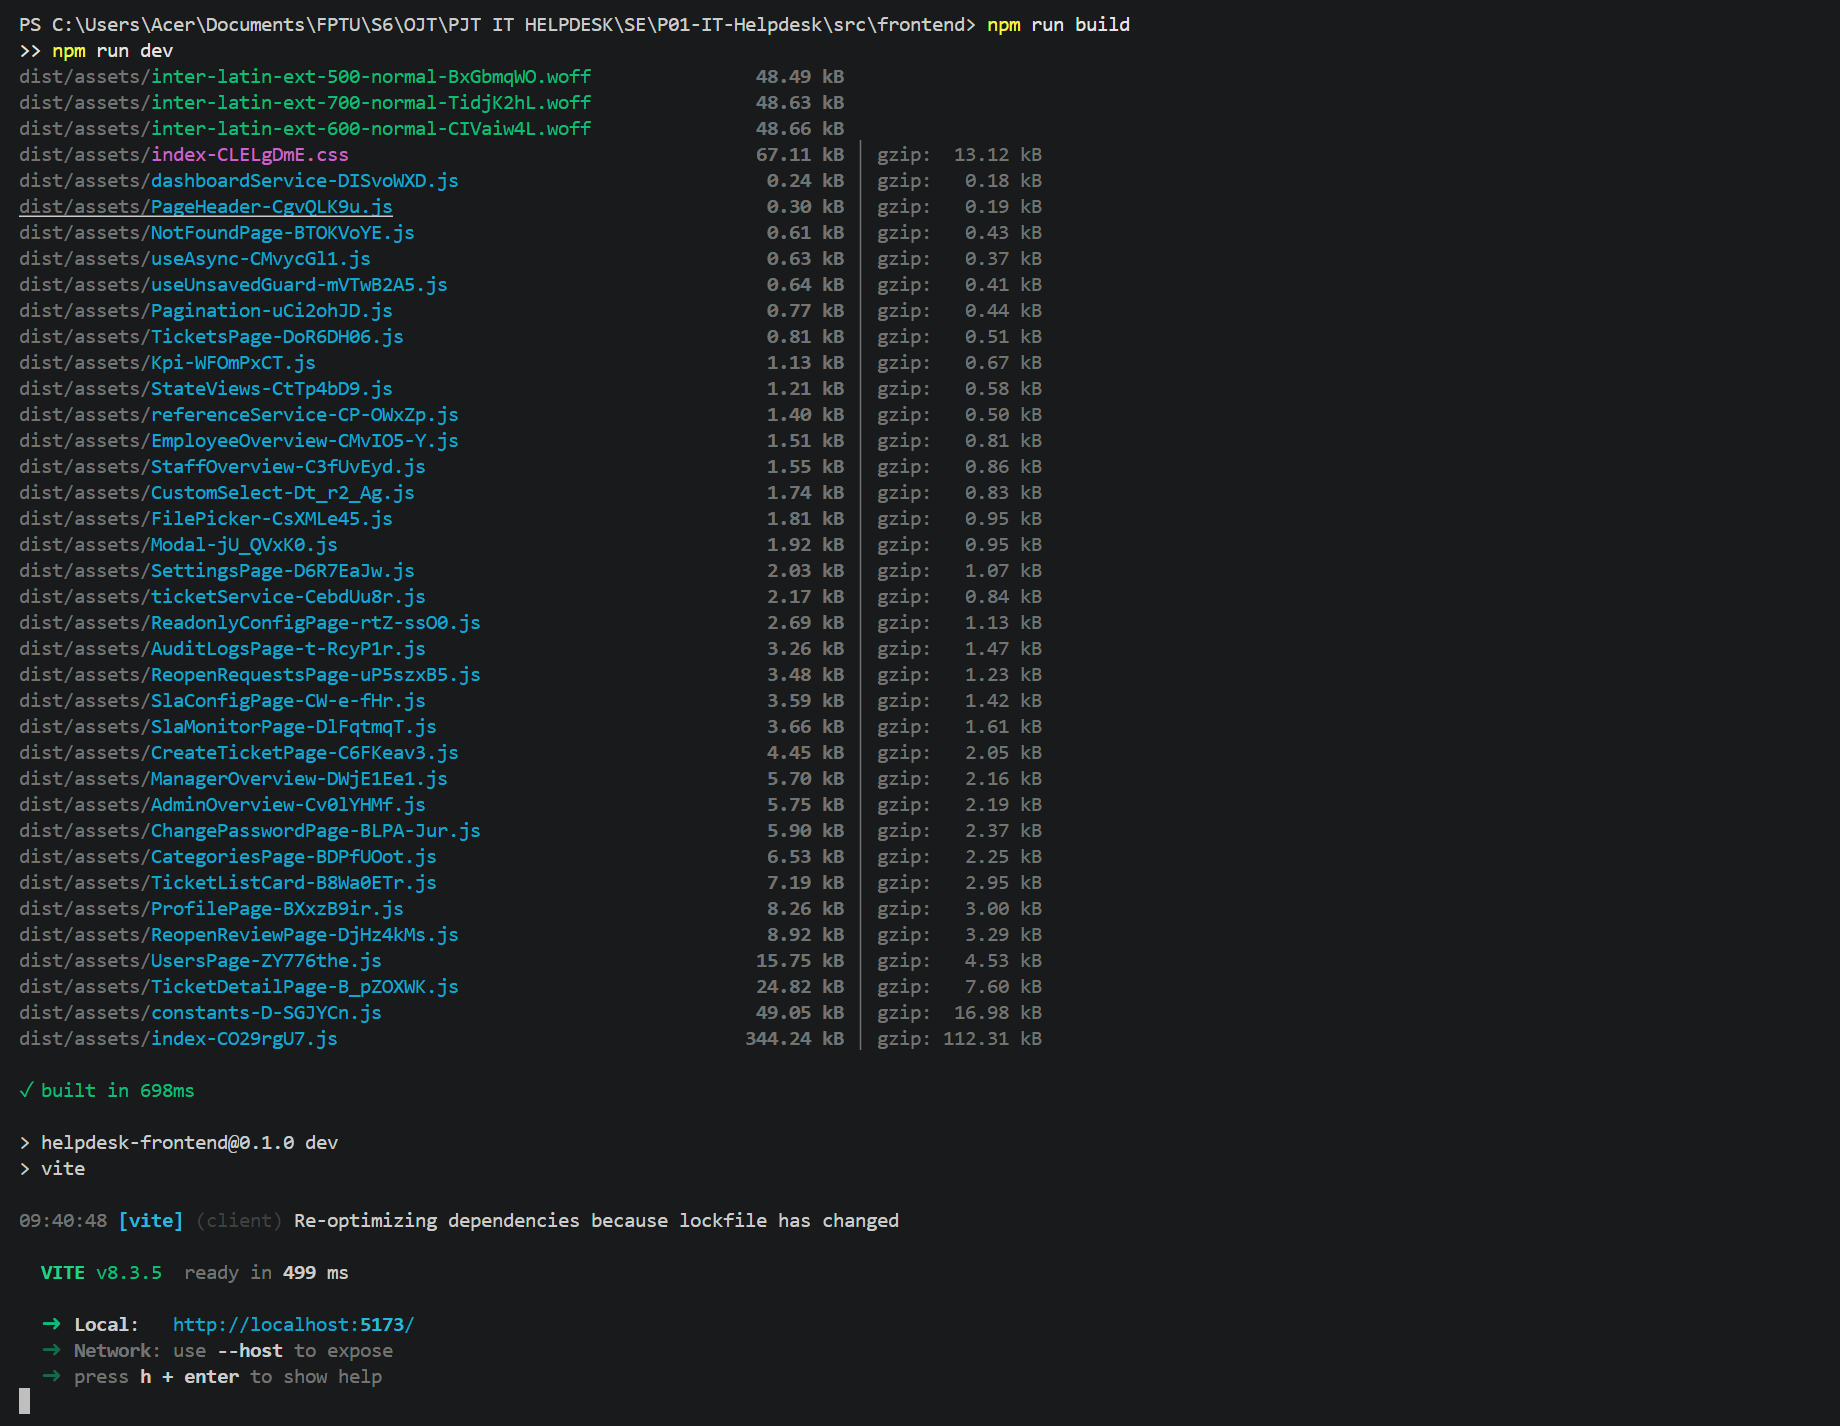 PS C:\Users\Acer\Documents\FPTU\S6\OJT\PJT IT HELPDESK\SE\P01-IT-Helpdesk\src\frontend> npm run build
>> npm run dev
dist/assets/inter-latin-ext-500-normal-BxGbmqWO.woff 48.49 kB
dist/assets/inter-latin-ext-700-normal-TidjK2hL.woff 48.63 kB
dist/assets/inter-latin-ext-600-normal-CIVaiw4L.woff 48.66 kB
dist/assets/index-CLELgDmE.css 67.11 kB │ gzip: 13.12 kB
dist/assets/dashboardService-DISvoWXD.js 0.24 kB │ gzip: 0.18 kB
dist/assets/PageHeader-CgvQLK9u.js 0.30 kB │ gzip: 0.19 kB
dist/assets/NotFoundPage-BTOKVoYE.js 0.61 kB │ gzip: 0.43 kB
dist/assets/useAsync-CMvycGl1.js 0.63 kB │ gzip: 0.37 kB
dist/assets/useUnsavedGuard-mVTwB2A5.js 0.64 kB │ gzip: 0.41 kB
dist/assets/Pagination-uCi2ohJD.js 0.77 kB │ gzip: 0.44 kB
dist/assets/TicketsPage-DoR6DH06.js 0.81 kB │ gzip: 0.51 kB
dist/assets/Kpi-WFOmPxCT.js 1.13 kB │ gzip: 0.67 kB
dist/assets/StateViews-CtTp4bD9.js 1.21 kB │ gzip: 0.58 kB
dist/assets/referenceService-CP-OWxZp.js 1.40 kB │ gzip: 0.50 kB
dist/assets/EmployeeOverview-CMvIO5-Y.js 1.51 kB │ gzip: 0.81 kB
dist/assets/StaffOverview-C3fUvEyd.js 1.55 kB │ gzip: 0.86 kB
dist/assets/CustomSelect-Dt_r2_Ag.js 1.74 kB │ gzip: 0.83 kB
dist/assets/FilePicker-CsXMLe45.js 1.81 kB │ gzip: 0.95 kB
dist/assets/Modal-jU_QVxK0.js 1.92 kB │ gzip: 0.95 kB
dist/assets/SettingsPage-D6R7EaJw.js 2.03 kB │ gzip: 1.07 kB
dist/assets/ticketService-CebdUu8r.js 2.17 kB │ gzip: 0.84 kB
dist/assets/ReadonlyConfigPage-rtZ-ssO0.js 2.69 kB │ gzip: 1.13 kB
dist/assets/AuditLogsPage-t-RcyP1r.js 3.26 kB │ gzip: 1.47 kB
dist/assets/ReopenRequestsPage-uP5szxB5.js 3.48 kB │ gzip: 1.23 kB
dist/assets/SlaConfigPage-CW-e-fHr.js 3.59 kB │ gzip: 1.42 kB
dist/assets/SlaMonitorPage-DlFqtmqT.js 3.66 kB │ gzip: 1.61 kB
dist/assets/CreateTicketPage-C6FKeav3.js 4.45 kB │ gzip: 2.05 kB
dist/assets/ManagerOverview-DWjE1Ee1.js 5.70 kB │ gzip: 2.16 kB
dist/assets/AdminOverview-Cv0lYHMf.js 5.75 kB │ gzip: 2.19 kB
dist/assets/ChangePasswordPage-BLPA-Jur.js 5.90 kB │ gzip: 2.37 kB
dist/assets/CategoriesPage-BDPfUOot.js 6.53 kB │ gzip: 2.25 kB
dist/assets/TicketListCard-B8Wa0ETr.js 7.19 kB │ gzip: 2.95 kB
dist/assets/ProfilePage-BXxzB9ir.js 8.26 kB │ gzip: 3.00 kB
dist/assets/ReopenReviewPage-DjHz4kMs.js 8.92 kB │ gzip: 3.29 kB
dist/assets/UsersPage-ZY776the.js 15.75 kB │ gzip: 4.53 kB
dist/assets/TicketDetailPage-B_pZOXWK.js 24.82 kB │ gzip: 7.60 kB
dist/assets/constants-D-SGJYCn.js 49.05 kB │ gzip: 16.98 kB
dist/assets/index-CO29rgU7.js 344.24 kB │ gzip: 112.31 kB
✓ built in 698ms
> helpdesk-frontend@0.1.0 dev
> vite
09:40:48 [vite] (client) Re-optimizing dependencies because lockfile has changed
VITE v8.3.5 ready in 499 ms
➜ Local: http://localhost:5173/
➜ Network: use --host to expose
➜ press h + enter to show help